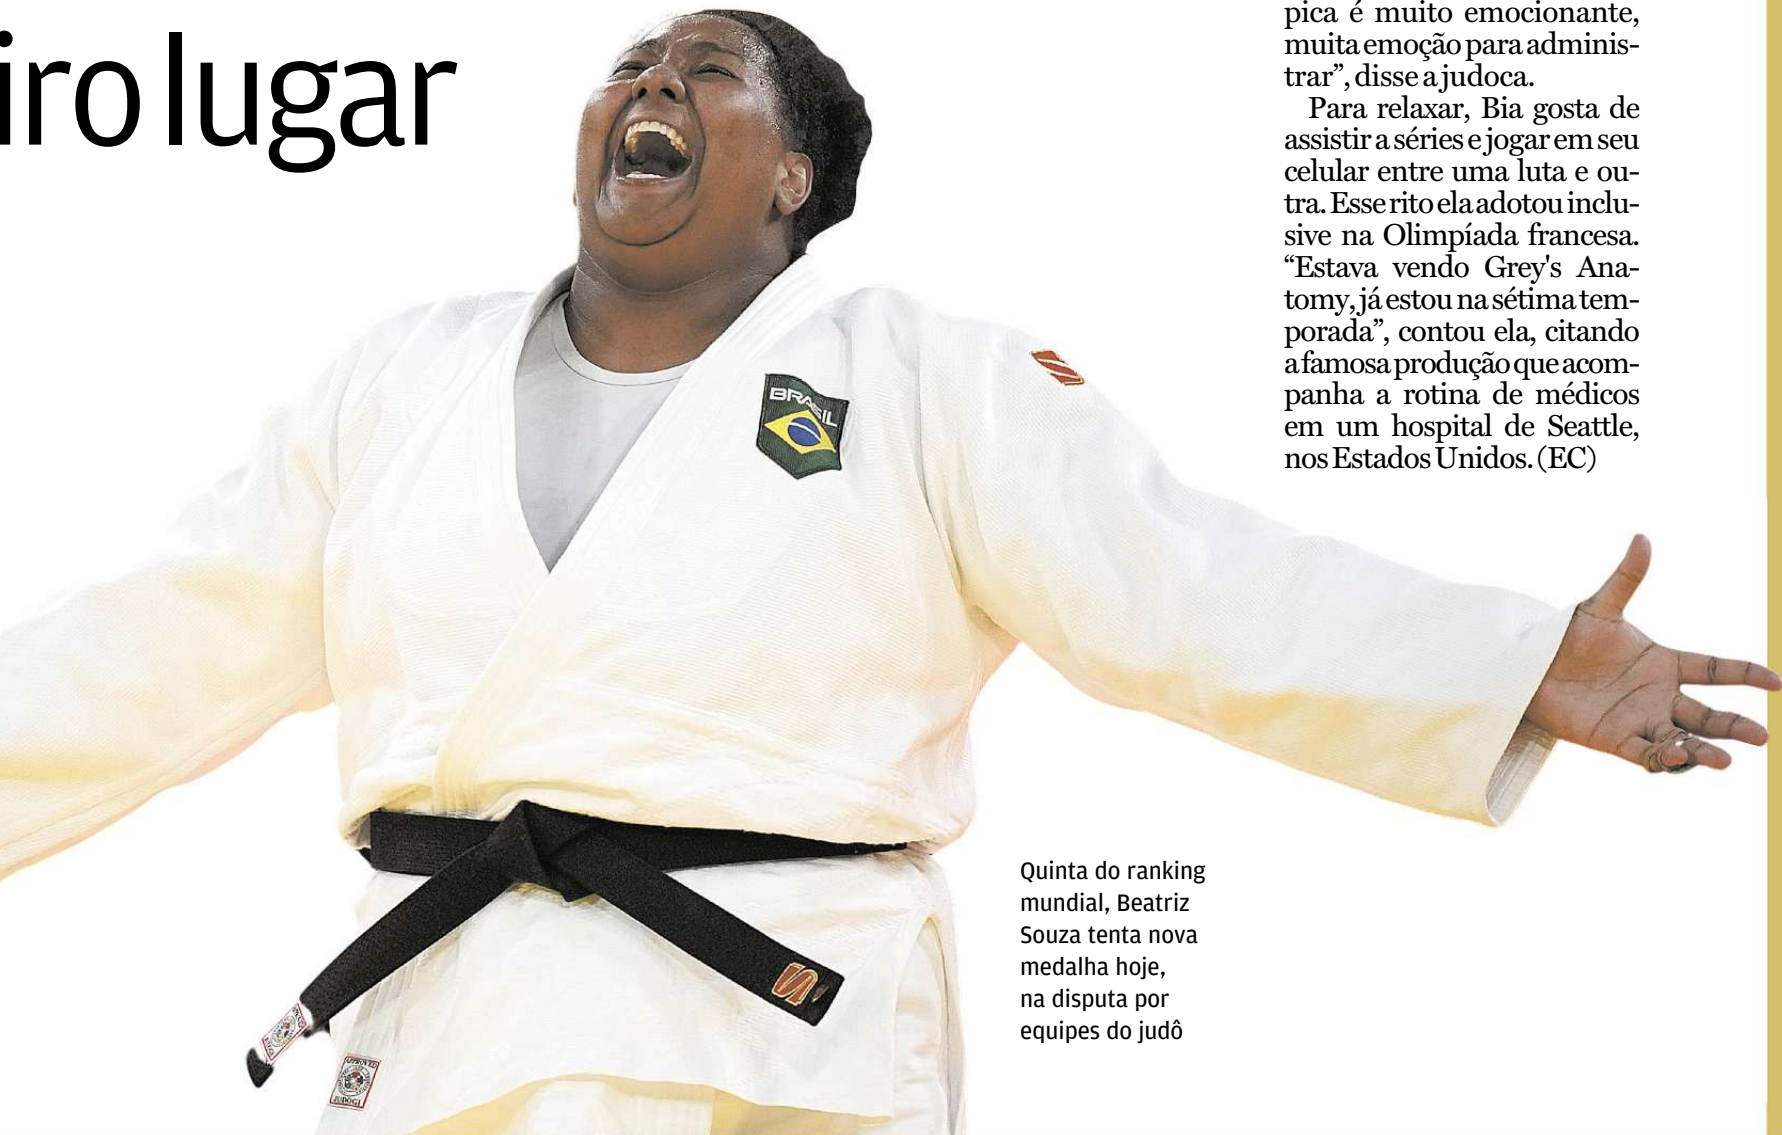 iro lugar
pica é muito emocionante,
muita emoção para adminis-
trar”, disse a judoca.
Para relaxar, Bia gosta de
assistir a séries e jogar em seu
celular entre uma luta e ou-
tra. Esse rito ela adotou inclu-
sive na Olimpíada francesa.
“Estava vendo Grey's Ana-
tomy, já estou na sétima tem-
porada”, contou ela, citando
a famosa produção que acom-
panha a rotina de médicos
em um hospital de Seattle,
nos Estados Unidos. (EC)
BRASIL
Quinta do ranking
mundial, Beatriz
Souza tenta nova
medalha hoje,
na disputa por
equipes do judô
APPROVED
JUDOGI